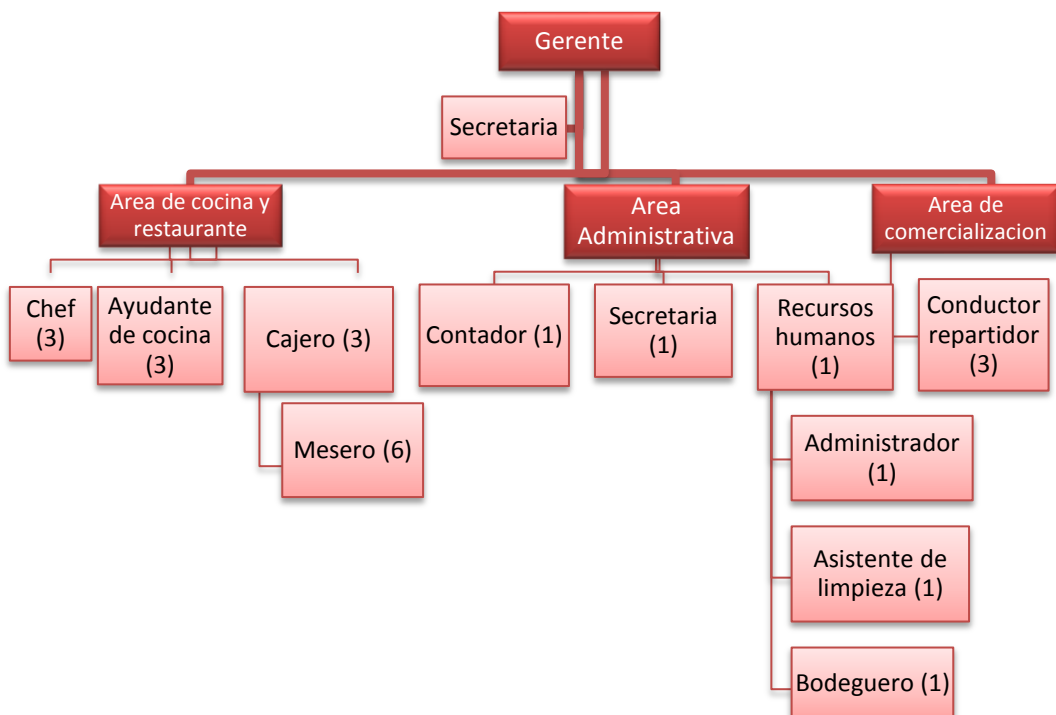 Gerente
Secretaria
Area de cocina y
restaurante
Area
Administrativa
Area de
comercializacion
Chef
(3)
Ayudante
de cocina
(3)
Cajero (3)
Mesero (6)
Contador (1)
Secretaria
(1)
Recursos
humanos
(1)
Administrador
(1)
Asistente de
limpieza (1)
Bodeguero (1)
Conductor
repartidor
(3)